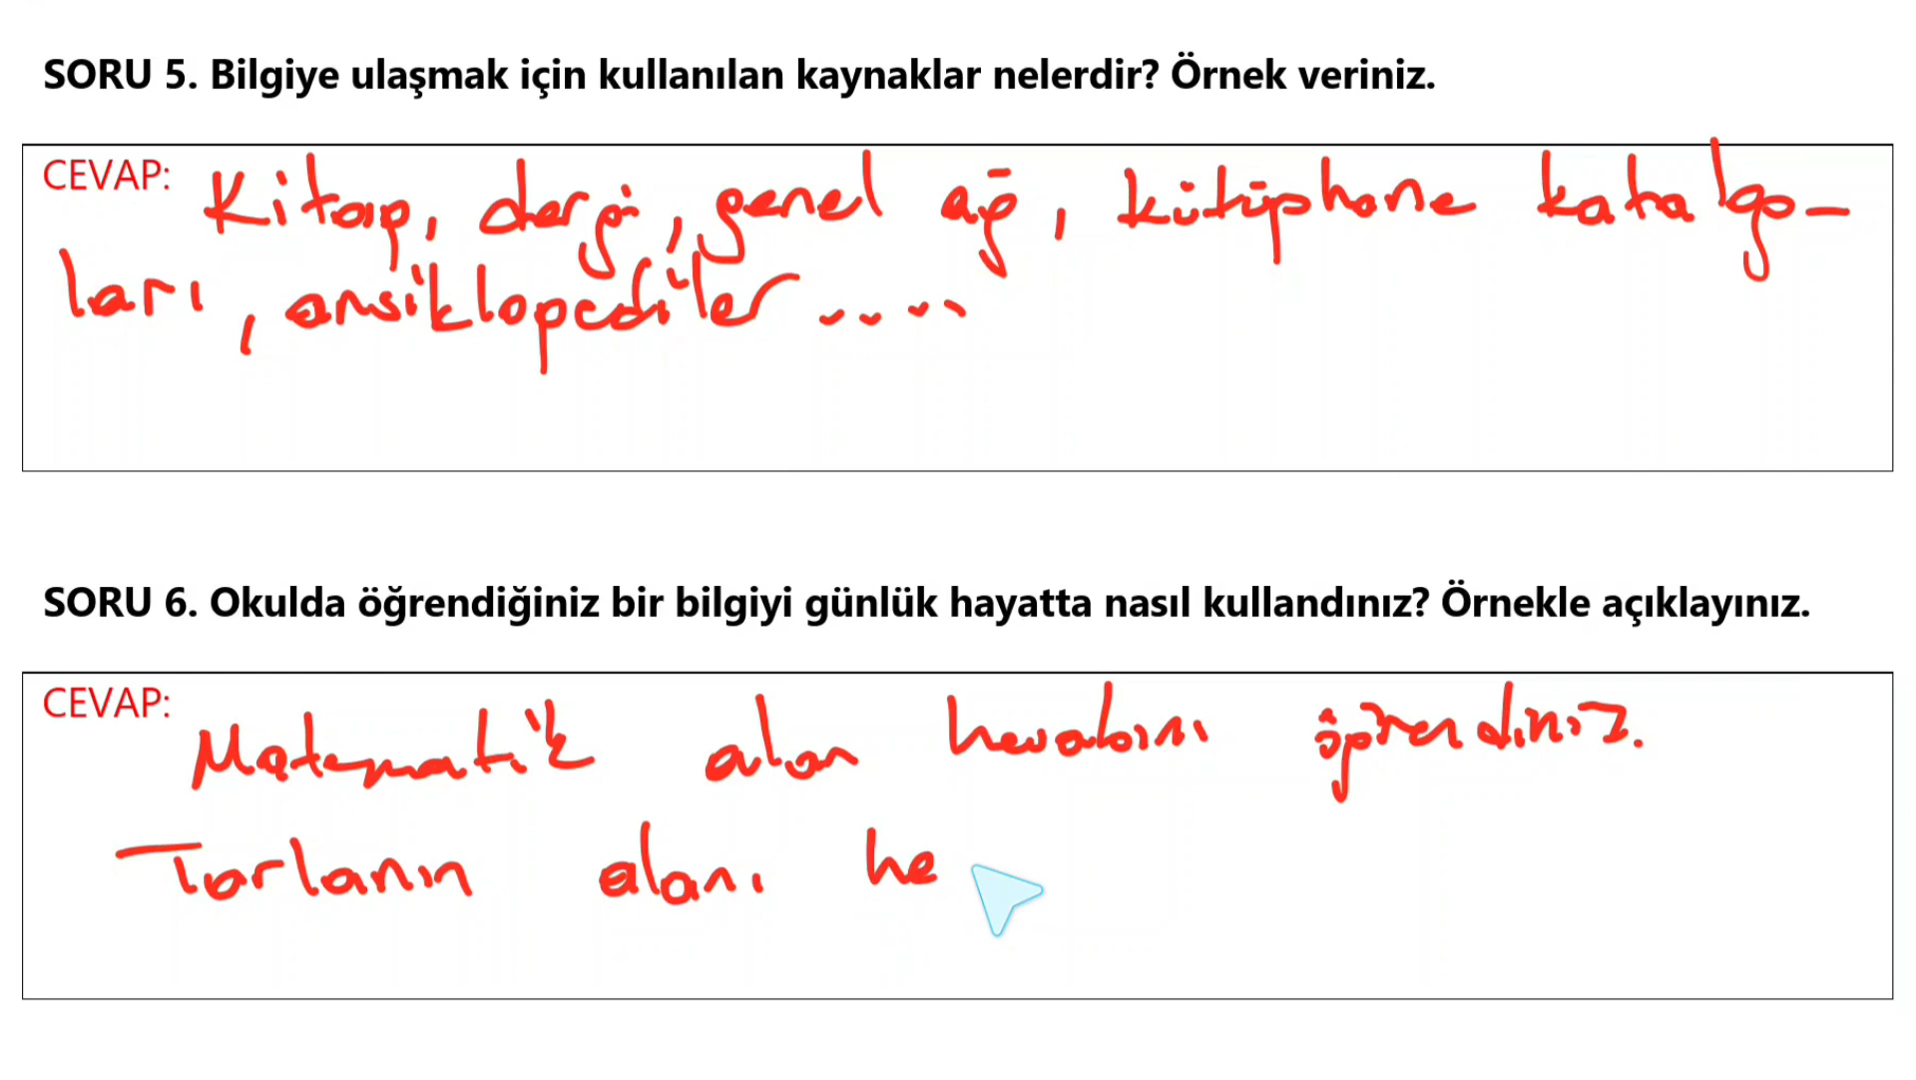 SORU 5. Bilgiye ulaşmak için kullanılan kaynaklar nelerdir? Örnek veriniz.
CEVAP: Kitap, dergi, genel ağ, kütüphane katalgo-
ları, ansiklopediler ....
SORU 6. Okulda öğrendiğiniz bir bilgiyi günlük hayatta nasıl kullandınız? Örnekle açıklayınız.
CEVAP: Matematik alan hesabını öğrendiniz.
Tarlanın alanı he